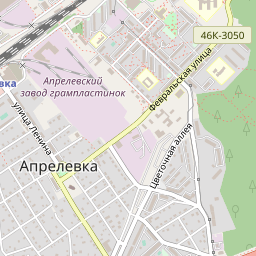 46К-3050
Апрелевский
завод грампластинок
Февральская улица
вка
улица Ленина
Цветочная аллея
Апрелевка